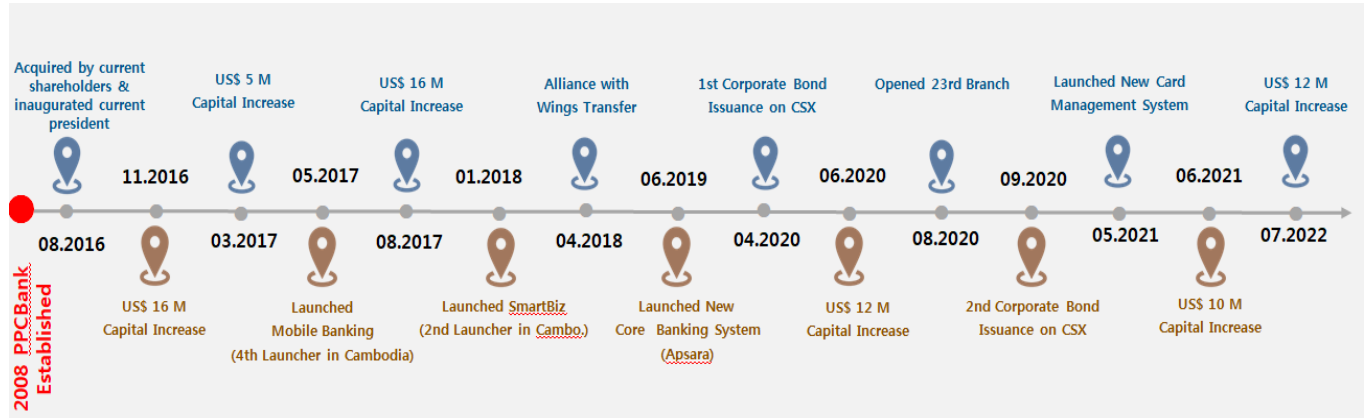 2008 PPCBank
Established
Acquired by current
shareholders &
inaugurated current
president
08.2016
11.2016
US$ 16 M
Capital Increase
US$ 5 M
Capital Increase
03.2017
05.2017
Launched
Mobile Banking
(4th Launcher in Cambodia)
US$ 16 M
Capital Increase
08.2017
01.2018
Launched SmartBiz
(2nd Launcher in Cambo.)
Alliance with
Wings Transfer
04.2018
06.2019
Launched New
Core Banking System
(Apsara)
1st Corporate Bond
Issuance on CSX
04.2020
06.2020
US$ 12 M
Capital Increase
Opened 23rd Branch
08.2020
09.2020
2nd Corporate Bond
Issuance on CSX
Launched New Card
Management System
05.2021
06.2021
US$ 10 M
Capital Increase
US$ 12 M
Capital Increase
07.2022